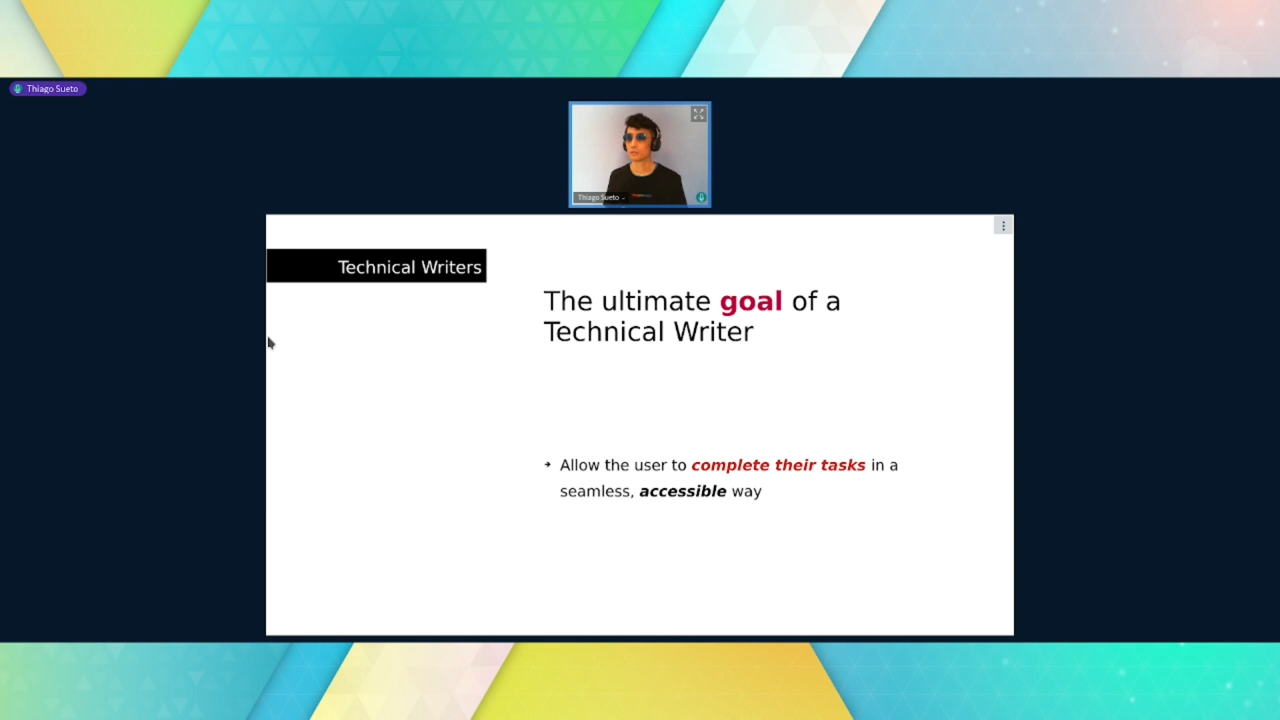 Thiago Sueto
Thiago Sueto
Technical Writers
The ultimate goal of a
Technical Writer
Allow the user to complete their tasks in a
seamless, accessible way